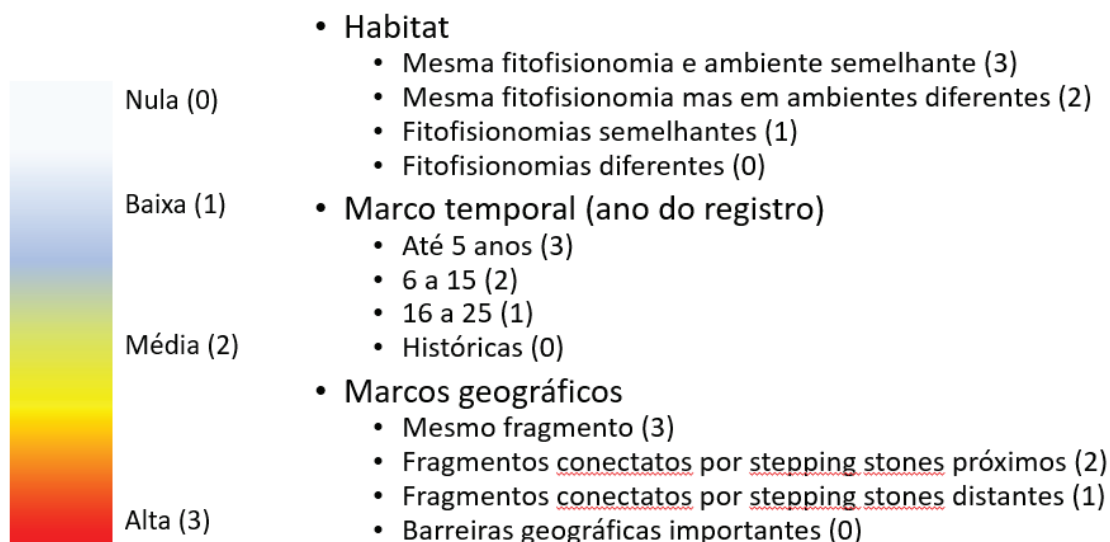 Nula (0)
Baixa (1)
Média (2)
Alta (3)
• Habitat
• Mesma fitofisionomia e ambiente semelhante (3)
• Mesma fitofisionomia mas em ambientes diferentes (2)
• Fitofisionomias semelhantes (1)
• Fitofisionomias diferentes (0)
• Marco temporal (ano do registro)
• Até 5 anos (3)
• 6 a 15 (2)
• 16 a 25 (1)
• Históricas (0)
• Marcos geográficos
• Mesmo fragmento (3)
• Fragmentos conectatos por stepping stones próximos (2)
• Fragmentos conectatos por stepping stones distantes (1)
• Barreiras geográficas importantes (0)